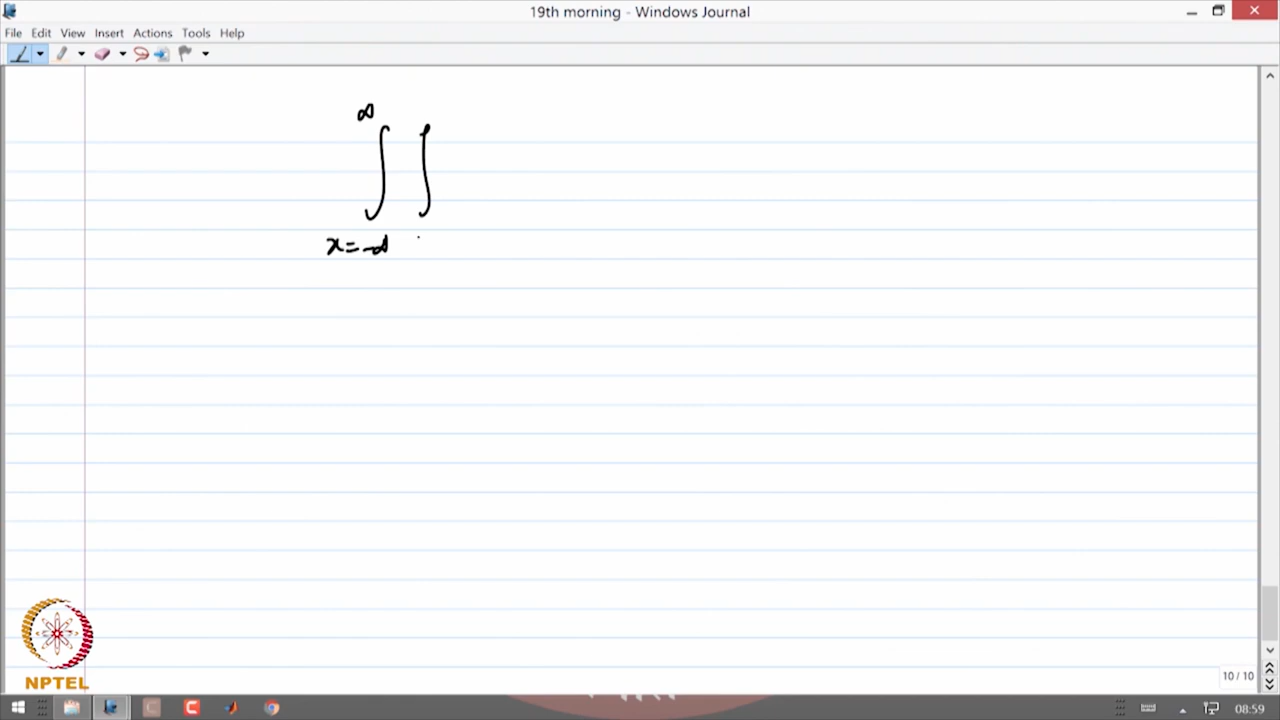 19th morning - Windows Journal
File Edit View Insert Actions Tools Help
∞
∫ ∫
x=-∞
NPTEL
10 / 10
08:59